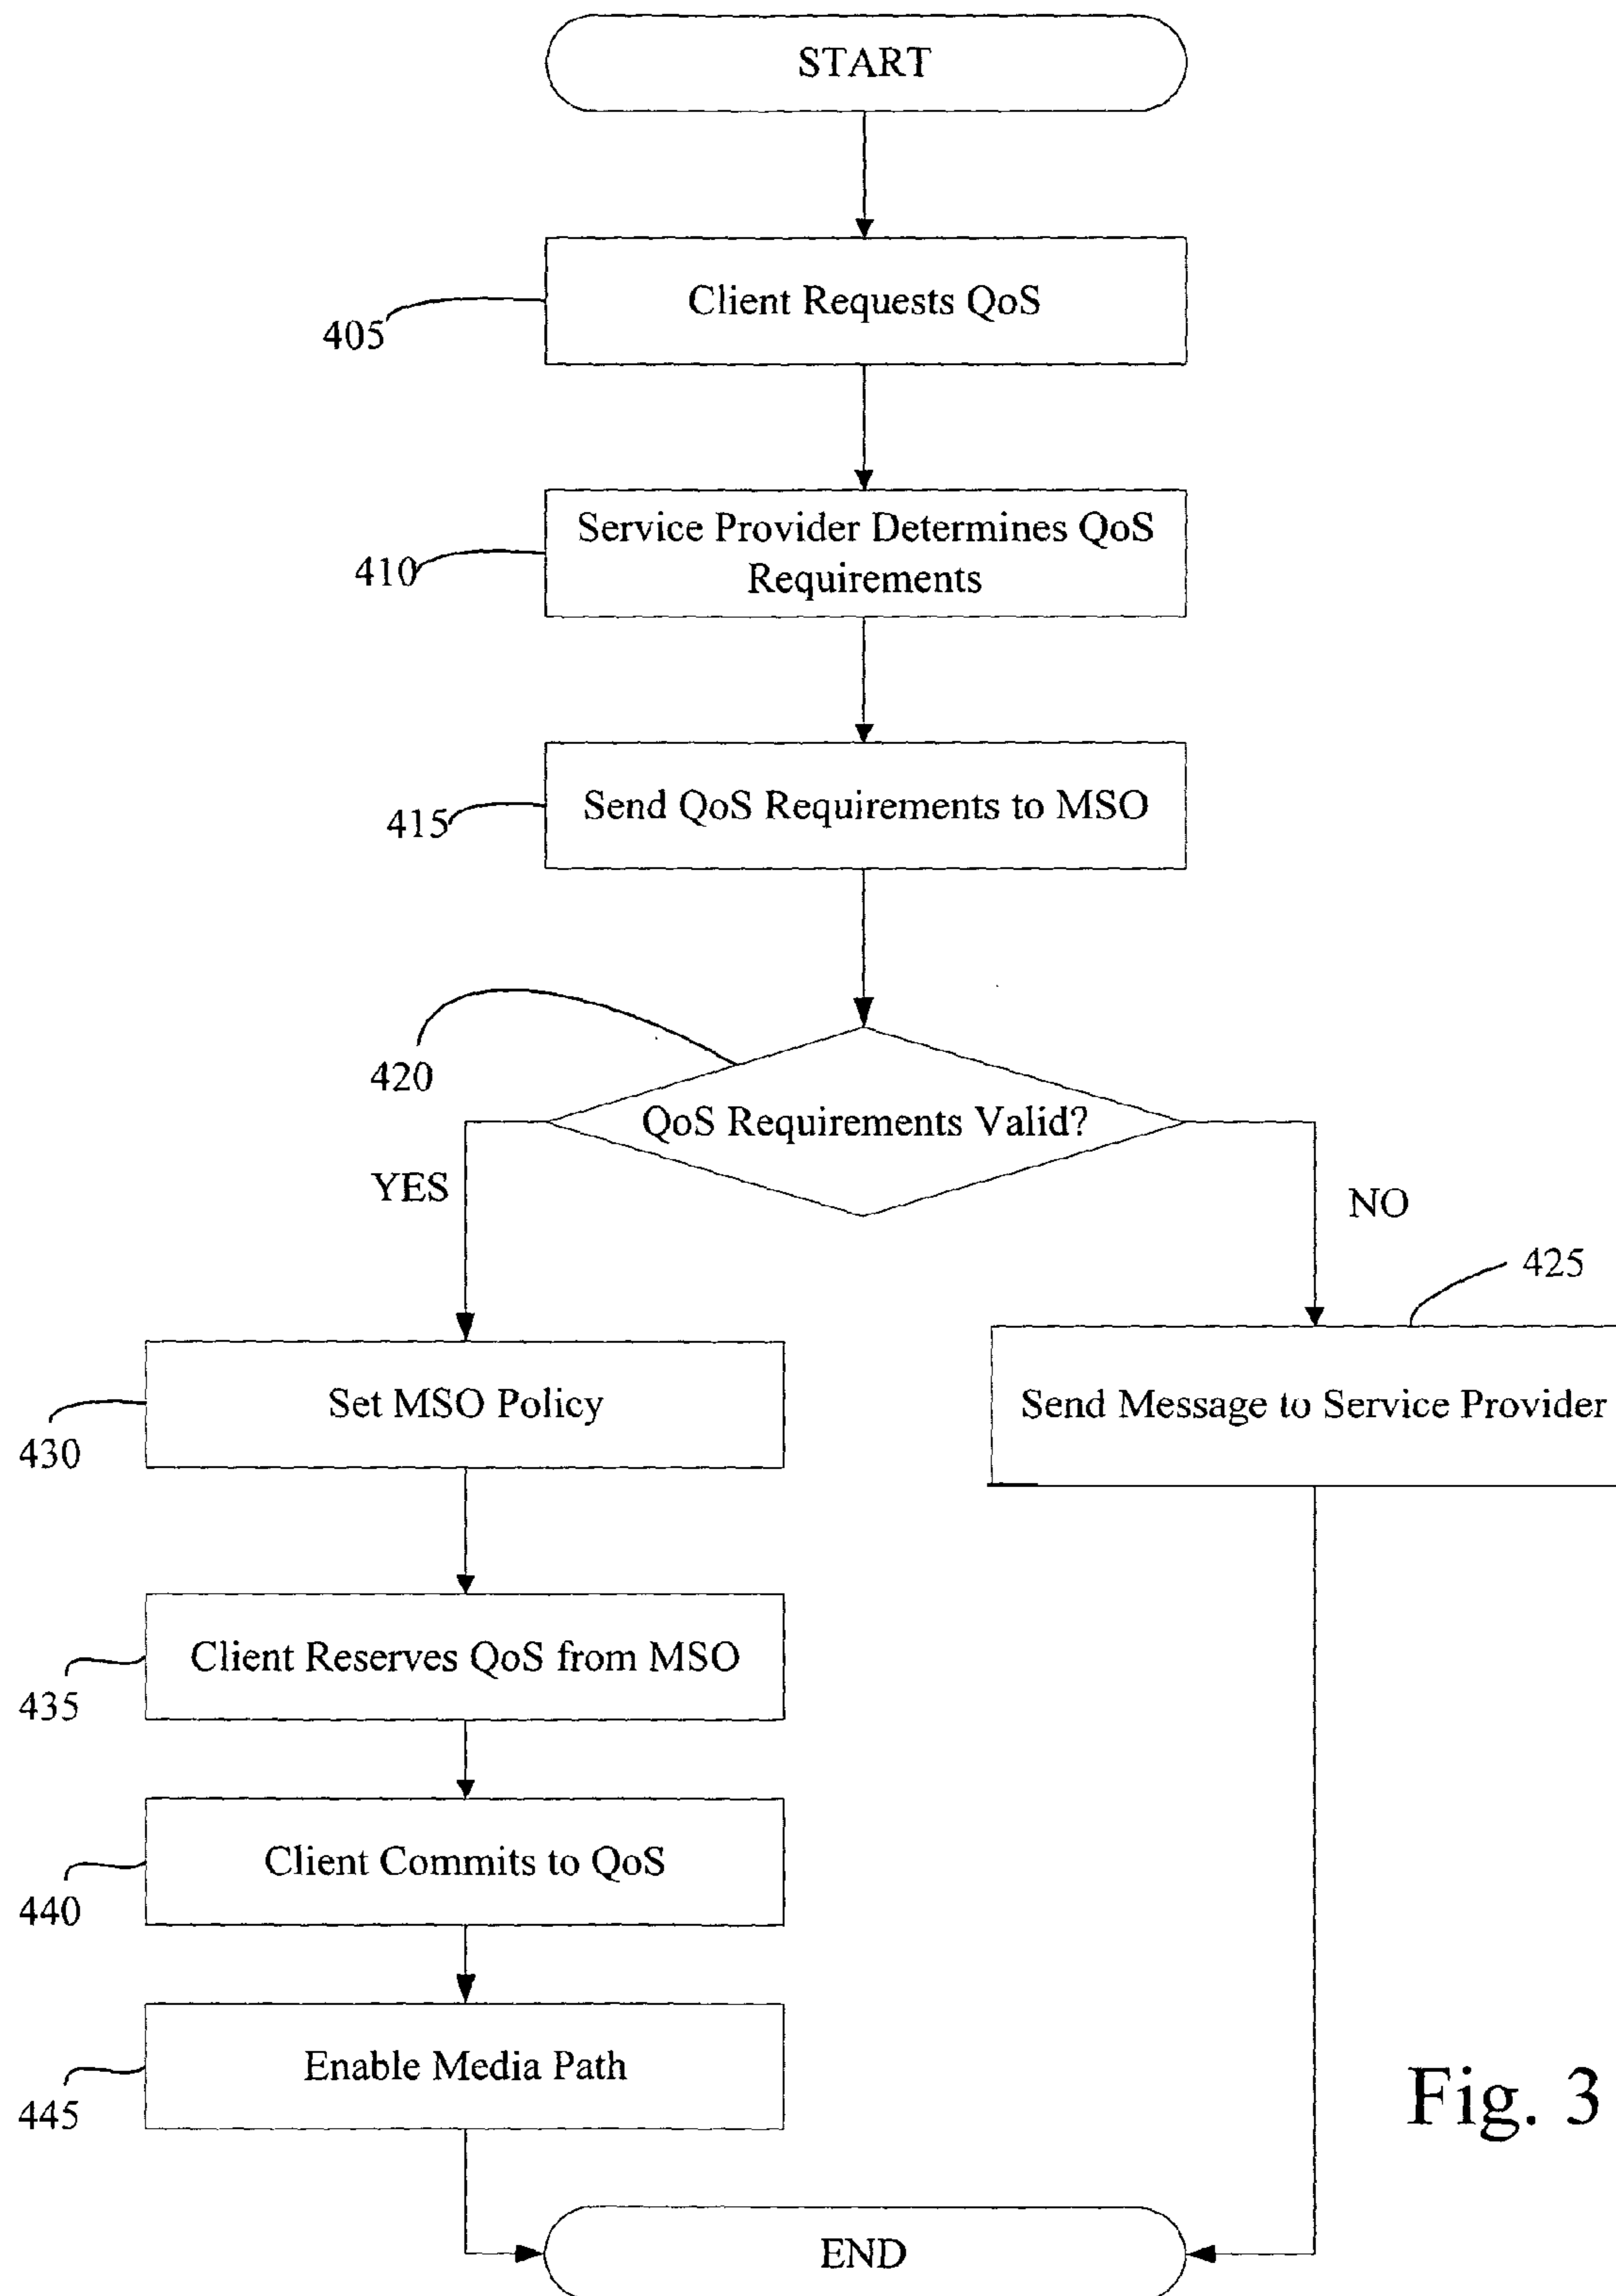 START
Client Requests QoS
405
Service Provider Determines QoS
Requirements
410
Send QoS Requirements to MSO
415
420
QoS Requirements Valid?
YES
NO
425
Set MSO Policy
Send Message to Service Provider
430
Client Reserves QoS from MSO
435
Client Commits to QoS
440
Enable Media Path
445
Fig. 3
END